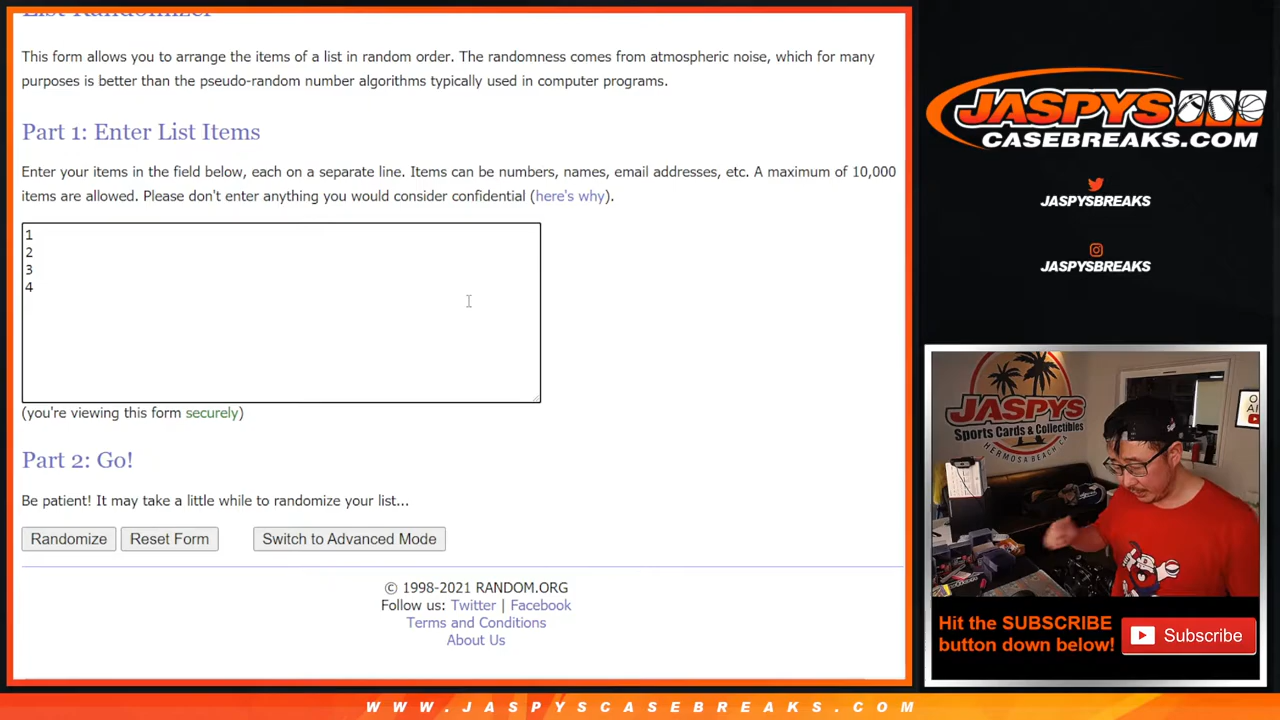 List Randomizer
This form allows you to arrange the items of a list in random order. The randomness comes from atmospheric noise, which for many
purposes is better than the pseudo-random number algorithms typically used in computer programs.
Part 1: Enter List Items
Enter your items in the field below, each on a separate line. Items can be numbers, names, email addresses, etc. A maximum of 10,000
items are allowed. Please don't enter anything you would consider confidential (here's why).
1
2
3
4
(you're viewing this form securely)
Part 2: Go!
Be patient! It may take a little while to randomize your list...
Randomize
Reset Form
Switch to Advanced Mode
© 1998-2021 RANDOM.ORG
Follow us: Twitter | Facebook
Terms and Conditions
About Us
JASPYS
CASEBREAKS.COM
JASPYSBREAKS
JASPYSBREAKS
JASPYS
Sports Cards & Collectibles
HERMOSA BEACH, CA
Hit the SUBSCRIBE
button down below!
Subscribe
WWW.JASPYSCASEBREAKS.COM